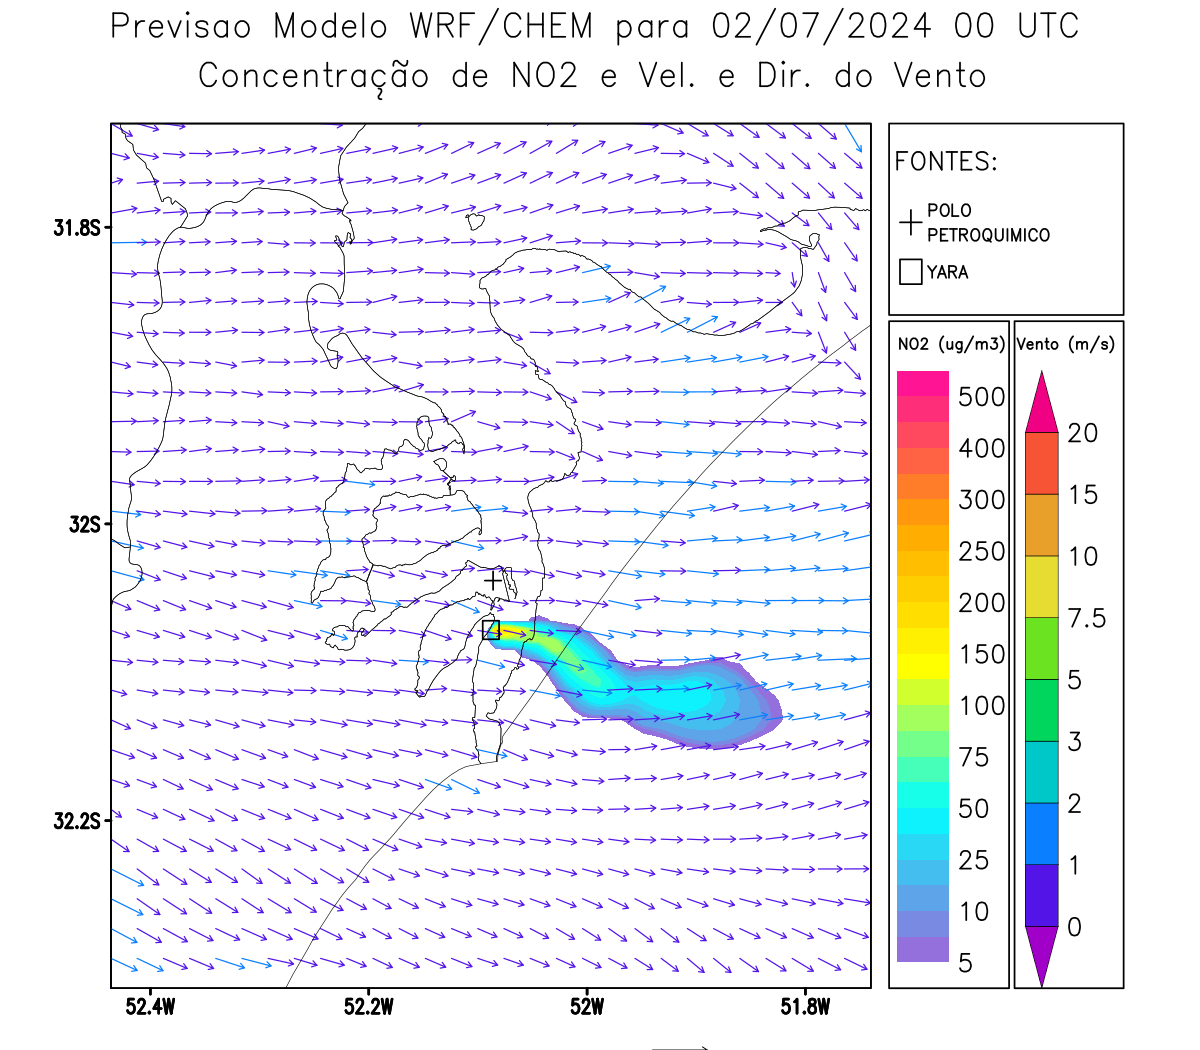 Previsao Modelo WRF/CHEM para 02/07/2024 00 UTC
Concentração de NO2 e Vel. e Dir. do Vento
FONTES:
POLO
PETROQUIMICO
YARA
31.8S
32S
32.2S
52.4W
52.2W
52W
51.8W
NO2 (ug/m3)
500
400
300
250
200
150
100
75
50
25
10
5
Vento (m/s)
20
15
10
7.5
5
3
2
1
0